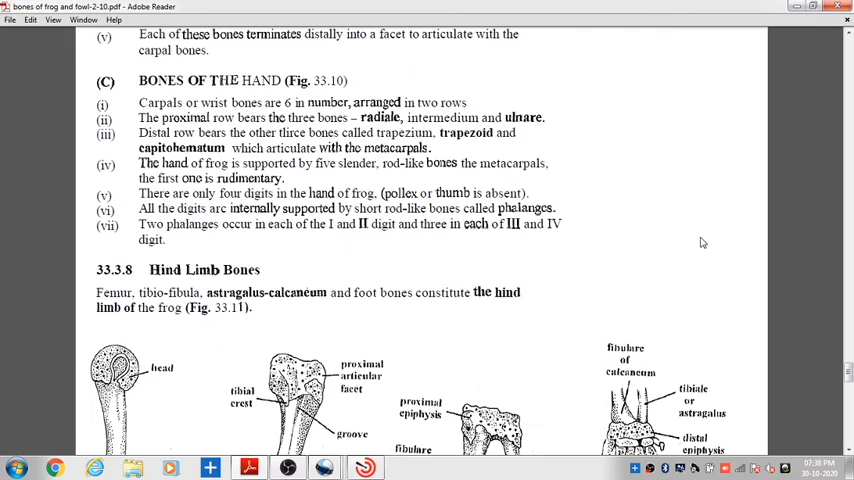 bones of frog and fowl-2-10.pdf - Adobe Reader
File Edit View Window Help
(v) Each of these bones terminates distally into a facet to articulate with the
carpal bones.
(C) BONES OF THE HAND (Fig. 33.10)
(i) Carpals or wrist bones are 6 in number, arranged in two rows
(ii) The proximal row bears the three bones – radiale, intermedium and ulnare.
(iii) Distal row bears the other tlirce bones called trapezium, trapezoid and
capitohematum which articulate with the metacarpals.
(iv) The hand of frog is supported by five slender, rod-like bones the metacarpals,
the first one is rudimentary.
(v) There are only four digits in the hand of frog, (pollex or thumb is absent).
(vi) All the digits arc internally supported by short rod-like bones called phalanges.
(vii) Two phalanges occur in each of the I and II digit and three in each of III and IV
digit.
33.3.8 Hind Limb Bones
Femur, tibio-fibula, astragalus-calcaneum and foot bones constitute the hind
limb of the frog (Fig. 33.11).
head
tibial
crest
proximal
articular
facet
groove
proximal
epiphysis
fibulare
fibulare
of
calcaneum
tibiale
or
astragalus
distal
epiphysis
07:38 PM
30-10-2020